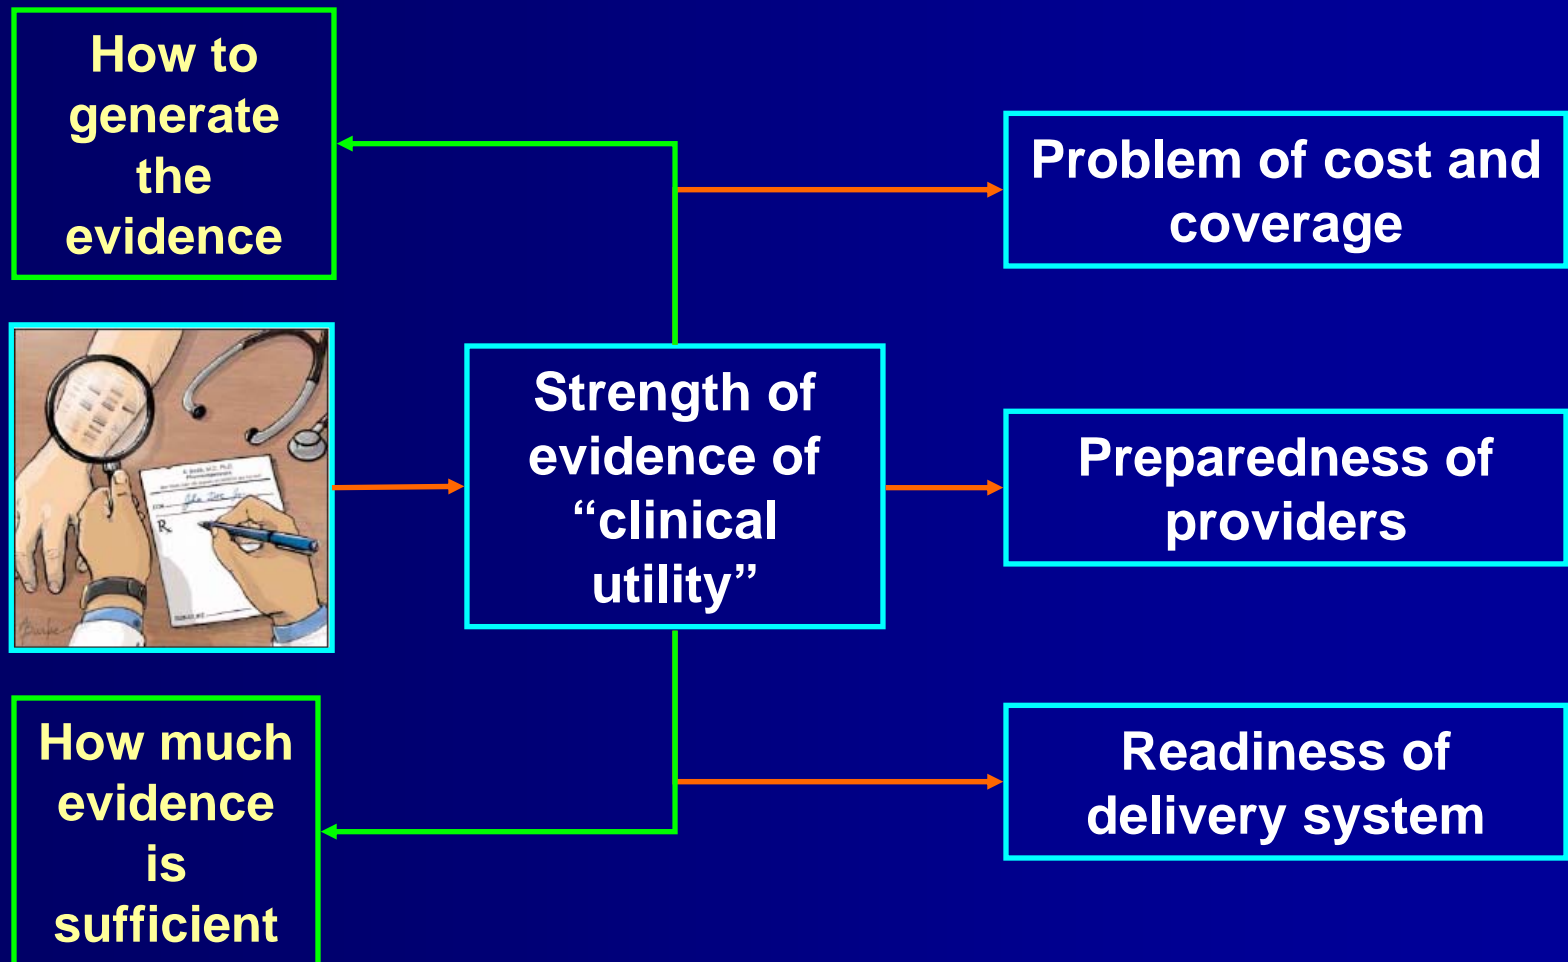 How to
generate
the
evidence
Problem of cost and
coverage
Strength of
evidence of
“clinical
utility”
Preparedness of
providers
How much
evidence
is
sufficient
Readiness of
delivery system